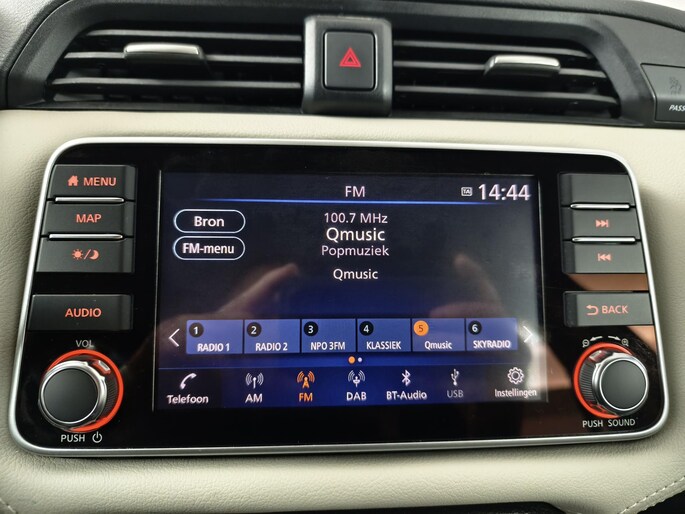 PASS
MENU
MAP
AUDIO
VOL
PUSH
FM
TA
14:44
Bron
FM-menu
100.7 MHz
Qmusic
Popmuziek
Qmusic
1
RADIO 1
2
RADIO 2
3
NPO 3FM
4
KLASSIEK
5
Qmusic
6
SKYRADIO
Telefoon
AM
FM
DAB
BT-Audio
USB
Instellingen
BACK
PUSH SOUND